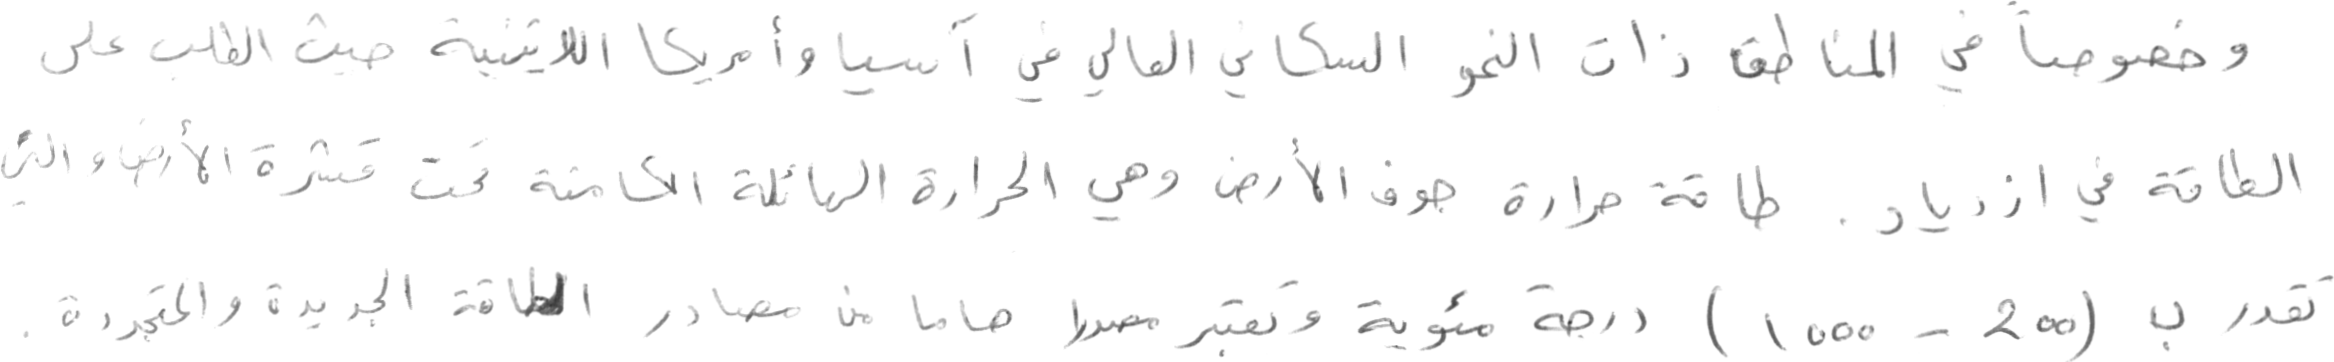 وخصوصاً في المناطق ذات النمو السكاني العالي في آسيا وأمريكا اللاتينية حيث الطلب على
الطاقة في ازدياد. طاقة حرارة جوف الأرض وهي الحرارة الهائلة الكامنة تحت قشرة الأرض والتي
تقدر ب (200 - 1000) درجة مئوية وتعتبر مصدرا هاما من مصادر الطاقة الجديدة والمتجددة.